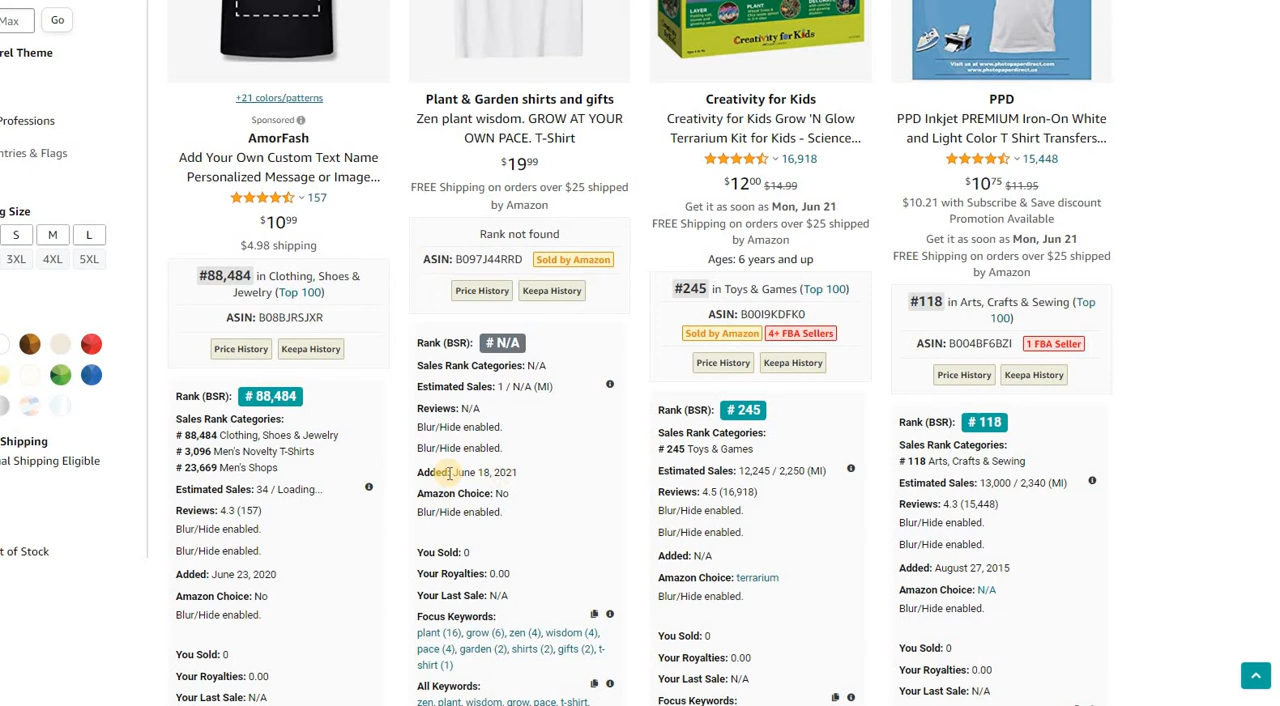 Max
Go
rel Theme
Professions
ntries & Flags
g Size
S
M
L
3XL
4XL
5XL
Shipping
al Shipping Eligible
t of Stock
+21 colors/patterns
Sponsored
AmorFash
Add Your Own Custom Text Name
Personalized Message or Image...
157
$10.99
$4.98 shipping
#88,484 in Clothing, Shoes &
Jewelry (Top 100)
ASIN: B08BJRSJXR
Price History
Keepa History
Rank (BSR): # 88,484
Sales Rank Categories:
# 88,484 Clothing, Shoes & Jewelry
# 3,096 Men's Novelty T-Shirts
# 23,669 Men's Shops
Estimated Sales: 34 / Loading...
Reviews: 4.3 (157)
Blur/Hide enabled.
Blur/Hide enabled.
Added: June 23, 2020
Amazon Choice: No
Blur/Hide enabled.
You Sold: 0
Your Royalties: 0.00
Your Last Sale: N/A
Plant & Garden shirts and gifts
Zen plant wisdom. GROW AT YOUR
OWN PACE. T-Shirt
$19.99
FREE Shipping on orders over $25 shipped
by Amazon
Rank not found
ASIN: B097J44RRD Sold by Amazon
Price History
Keepa History
Rank (BSR): # N/A
Sales Rank Categories: N/A
Estimated Sales: 1 / N/A (MI)
Reviews: N/A
Blur/Hide enabled.
Blur/Hide enabled.
Added: June 18, 2021
Amazon Choice: No
Blur/Hide enabled.
You Sold: 0
Your Royalties: 0.00
Your Last Sale: N/A
Focus Keywords:
plant (16), grow (6), zen (4), wisdom (4),
pace (4), garden (2), shirts (2), gifts (2), t-
shirt (1)
All Keywords:
zen, plant, wisdom, grow, pace, t-shirt,
LAYER
PLANT
Creativity for Kids
Creativity for Kids
Creativity for Kids Grow 'N Glow
Terrarium Kit for Kids - Science...
16,918
$12.00 $14.99
Get it as soon as Mon, Jun 21
FREE Shipping on orders over $25 shipped
by Amazon
Ages: 6 years and up
#245 in Toys & Games (Top 100)
ASIN: B00I9KDFK0
Sold by Amazon
4+ FBA Sellers
Price History
Keepa History
Rank (BSR): # 245
Sales Rank Categories:
# 245 Toys & Games
Estimated Sales: 12,245 / 2,250 (MI)
Reviews: 4.5 (16,918)
Blur/Hide enabled.
Blur/Hide enabled.
Added: N/A
Amazon Choice: terrarium
Blur/Hide enabled.
You Sold: 0
Your Royalties: 0.00
Your Last Sale: N/A
Focus Keywords:
Visit us at www.photopaperdirect.com
www.photopaperdirect.us
PPD
PPD Inkjet PREMIUM Iron-On White
and Light Color T Shirt Transfers...
15,448
$10.75 $11.95
$10.21 with Subscribe & Save discount
Promotion Available
Get it as soon as Mon, Jun 21
FREE Shipping on orders over $25 shipped
by Amazon
#118 in Arts, Crafts & Sewing (Top
100)
ASIN: B004BF6BZI 1 FBA Seller
Price History
Keepa History
Rank (BSR): # 118
Sales Rank Categories:
# 118 Arts, Crafts & Sewing
Estimated Sales: 13,000 / 2,340 (MI)
Reviews: 4.3 (15,448)
Blur/Hide enabled.
Blur/Hide enabled.
Added: August 27, 2015
Amazon Choice: N/A
Blur/Hide enabled.
You Sold: 0
Your Royalties: 0.00
Your Last Sale: N/A